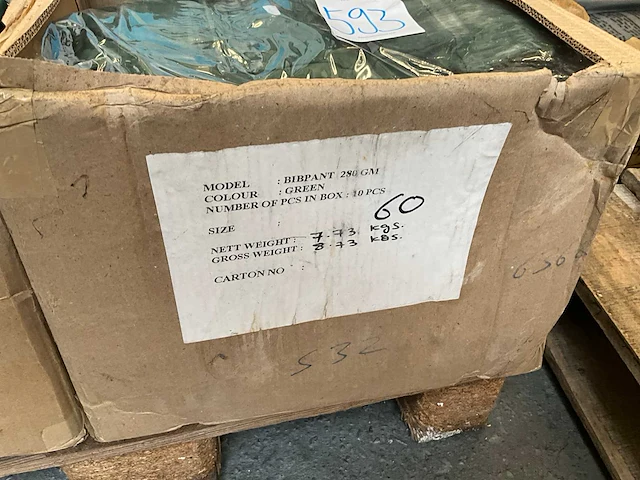 593
MODEL : BIBPANT 280 GM
COLOUR : GREEN
NUMBER OF PCS IN BOX : 10 PCS
SIZE : 60
NETT WEIGHT : 7.73 KgS.
GROSS WEIGHT : 8.73 KGS.
CARTON NO :
532